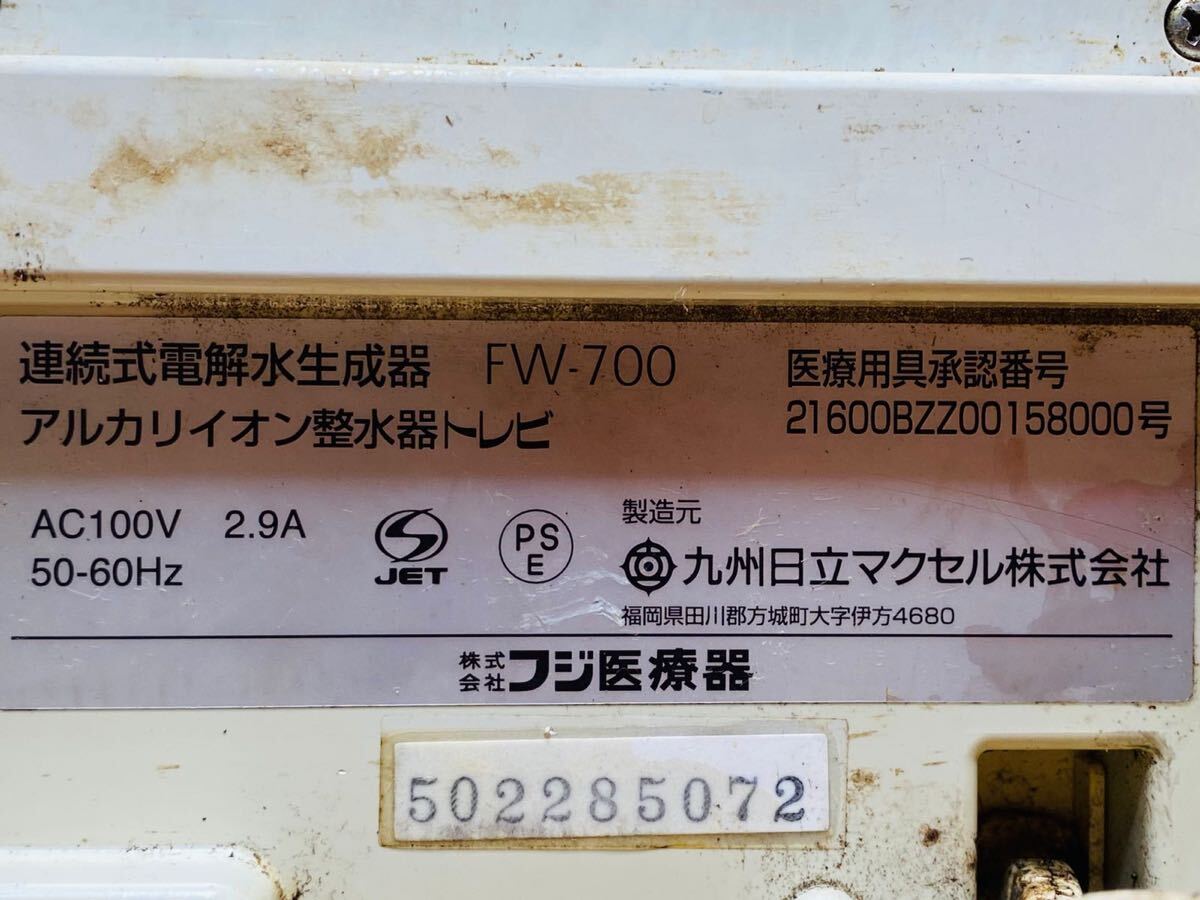 連続式電解水生成器 FW-700
アルカリイオン整水器トレビ
医療用具承認番号
21600BZZ00158000号
AC100V 2.9A
50-60Hz
JET
PS
E
製造元
九州日立マクセル株式会社
福岡県田川郡方城町大字伊方4680
株式会社フジ医療器
502285072